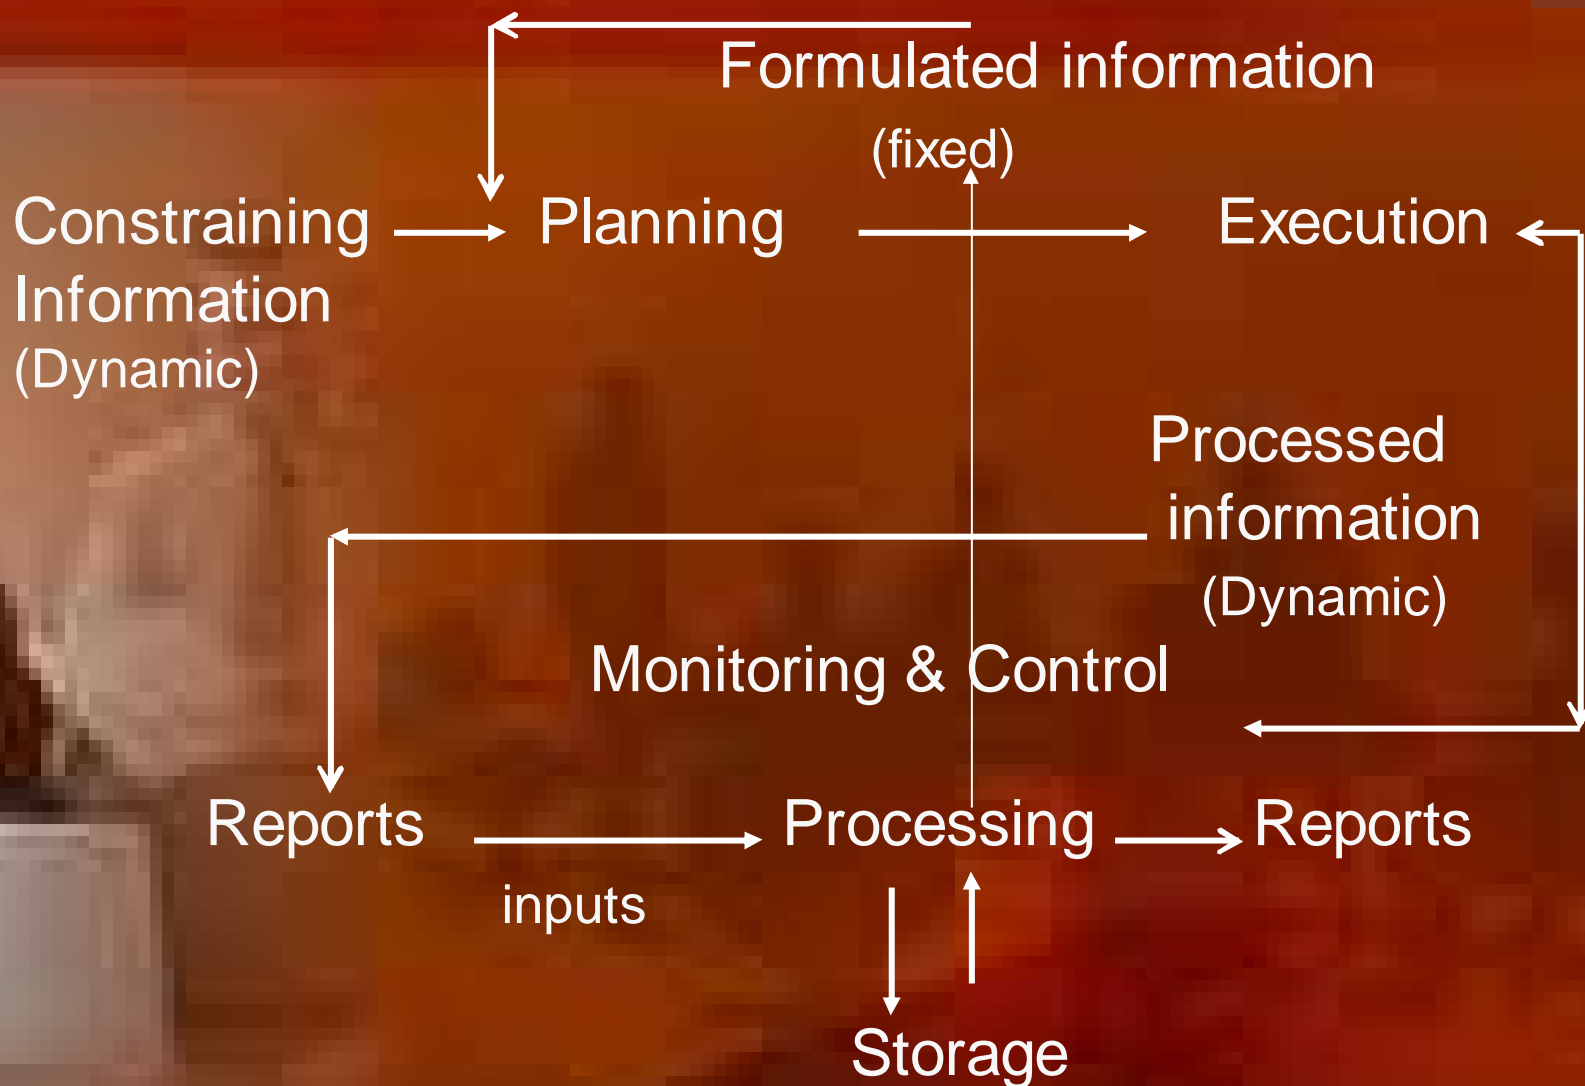 Formulated information
(fixed)
Constraining
Information
(Dynamic)
Planning
Execution
Processed
information
(Dynamic)
Monitoring & Control
Reports
inputs
Processing
Reports
Storage